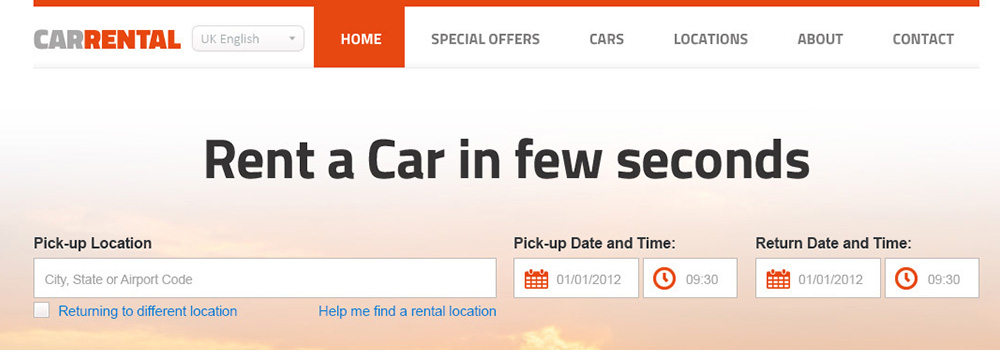 CARRENTAL UK English HOME SPECIAL OFFERS CARS LOCATIONS ABOUT CONTACT
Rent a Car in few seconds
Pick-up Location Pick-up Date and Time: Return Date and Time:
City, State or Airport Code 01/01/2012 09:30 01/01/2012 09:30
Returning to different location Help me find a rental location